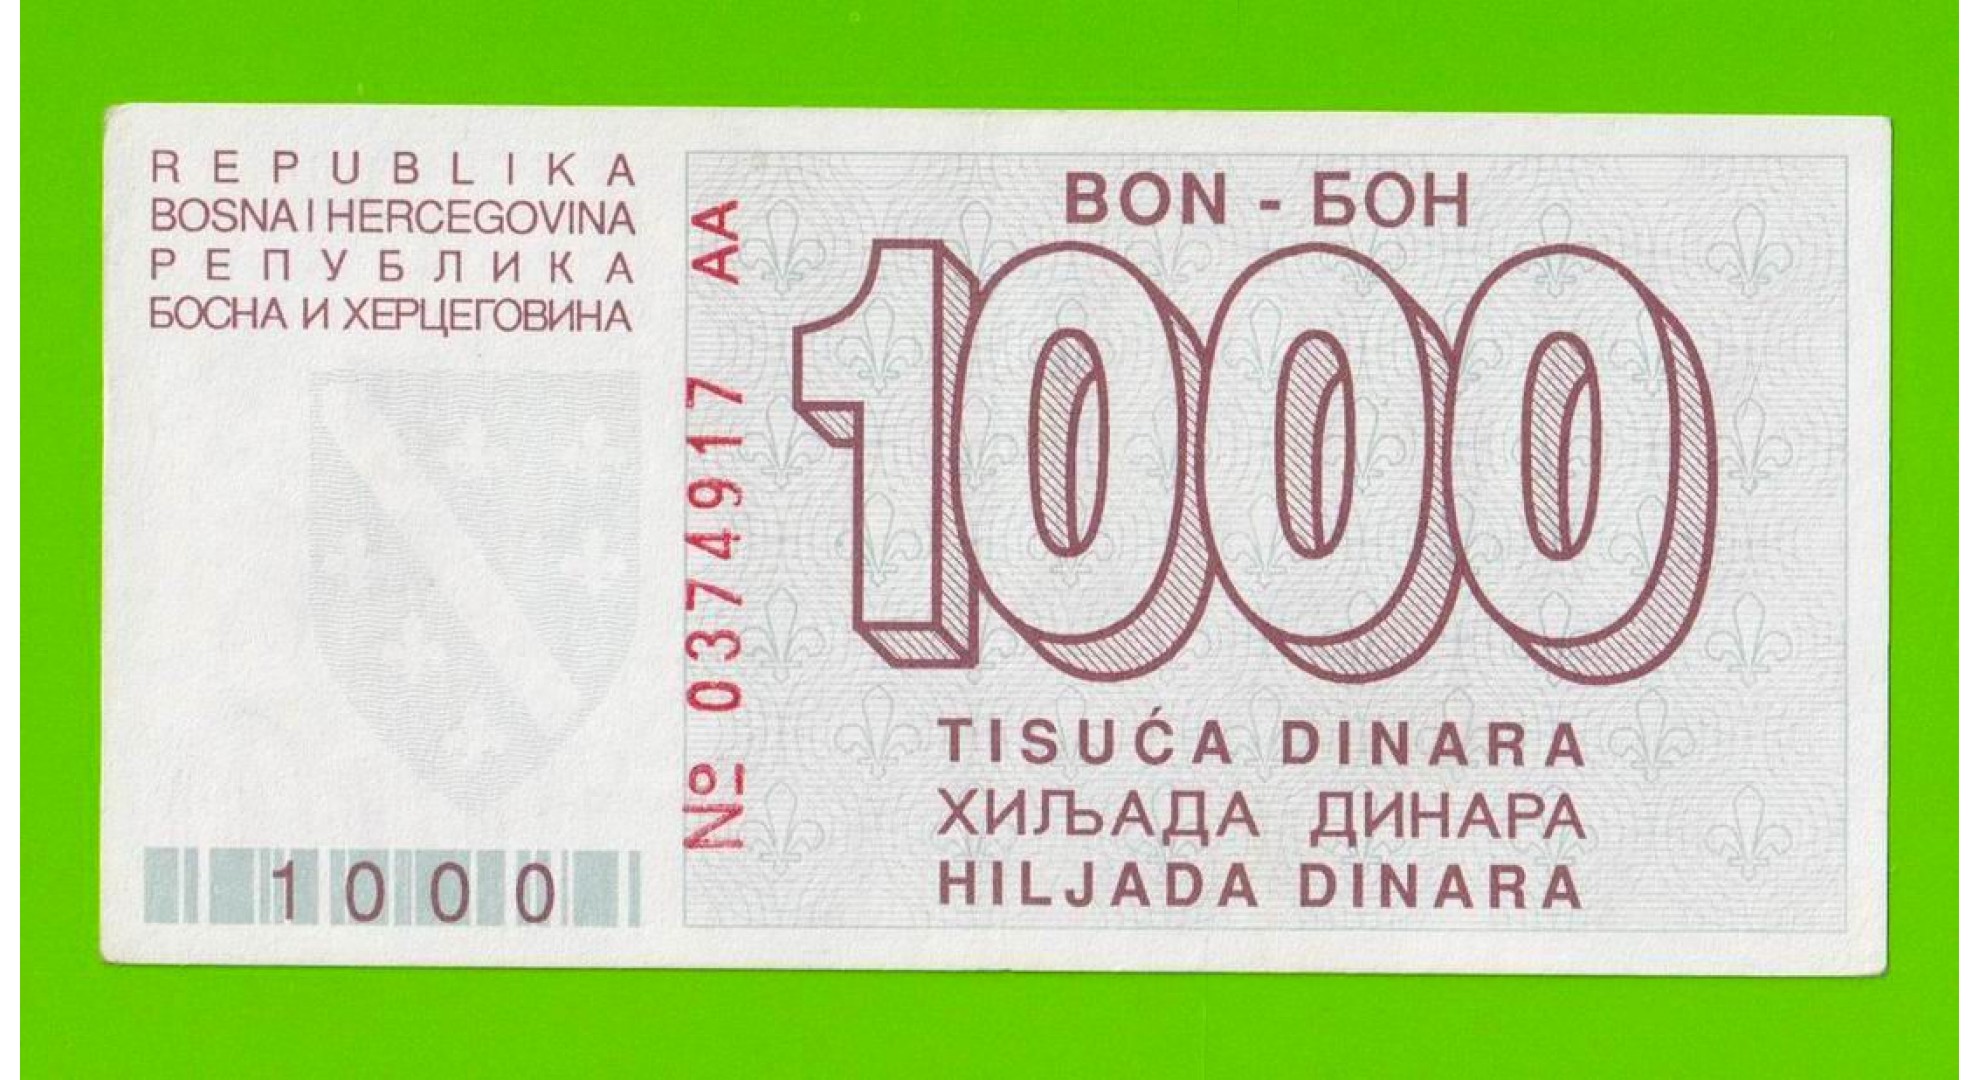 REPUBLIKA
BOSNA I HERCEGOVINA
РЕПУБЛИКА
БОСНА И ХЕРЦЕГОВИНА
1000
№ 0374917 AA
BON - БОН
1000
TISUĆA DINARA
ХИЉАДА ДИНАРА
HILJADA DINARA